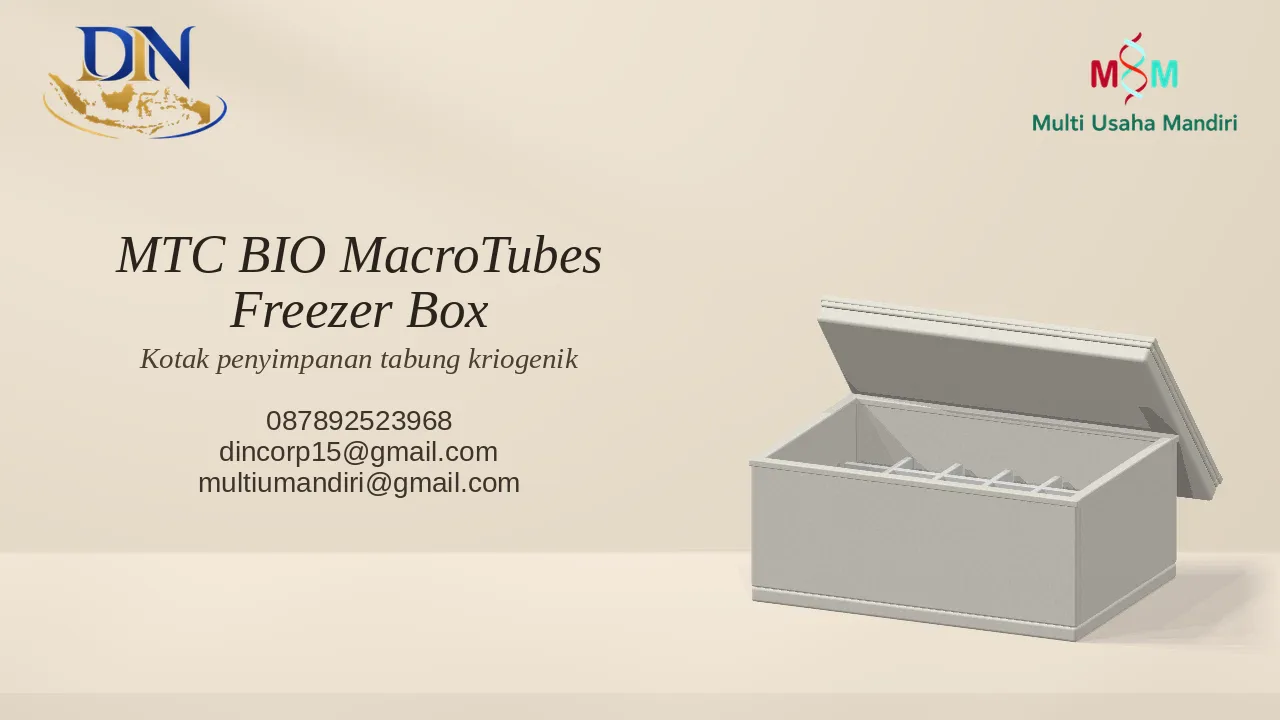 DIN
MSM
Multi Usaha Mandiri
MTC BIO MacroTubes
Freezer Box
Kotak penyimpanan tabung kriogenik
087892523968
dincorp15@gmail.com
multiumandiri@gmail.com